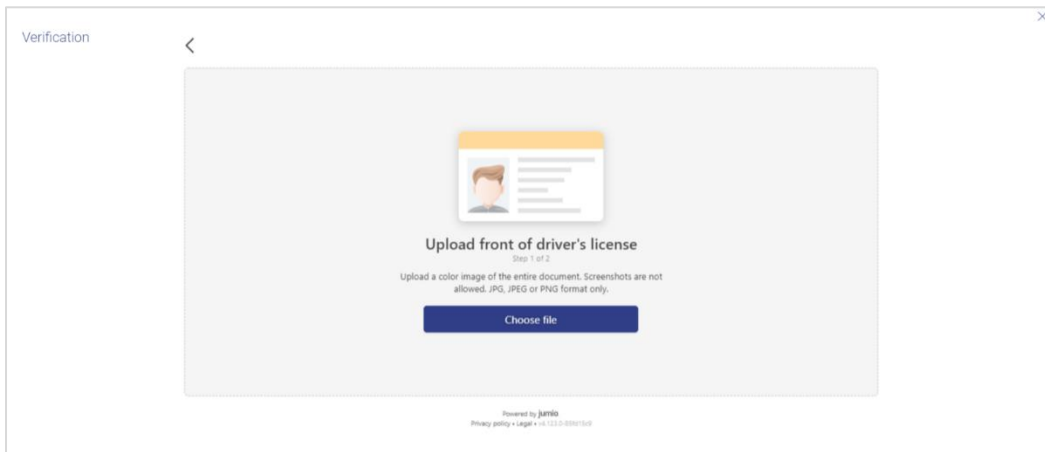 Verification
Upload front of driver's license
Step 1 of 2
Upload a color image of the entire document. Screenshots are not
allowed. JPG, JPEG or PNG format only.
Choose file
Powered by jumio
Privacy policy • Legal •